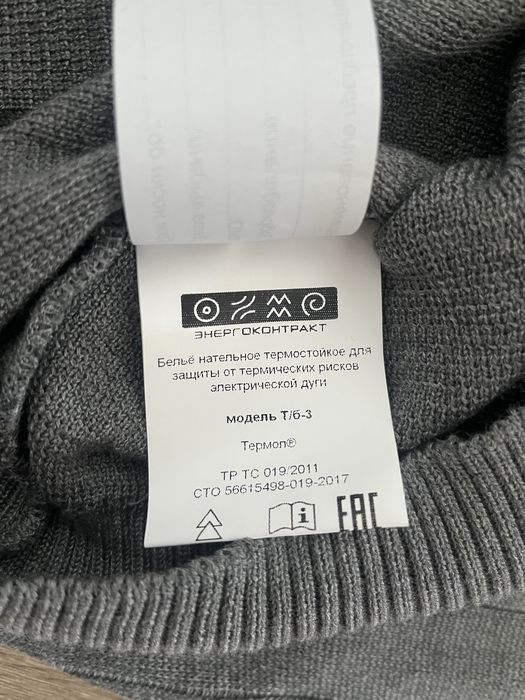 ЭНЕРГОКОНТРАКТ
Бельё нательное термостойкое для
защиты от термических рисков
электрической дуги
модель Т/б-3
Термол®
ТР ТС 019/2011
СТО 56615498-019-2017
i
ЕАС